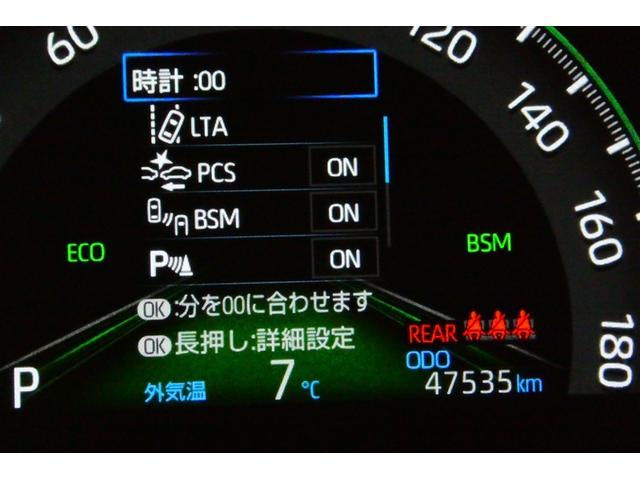 60
120
140
160
180
時計 :00
LTA
PCS ON
BSM ON
P ON
ECO
BSM
OK :分を00に合わせます
OK 長押し:詳細設定
REAR
ODO
P
外気温 7 ℃
47535 km